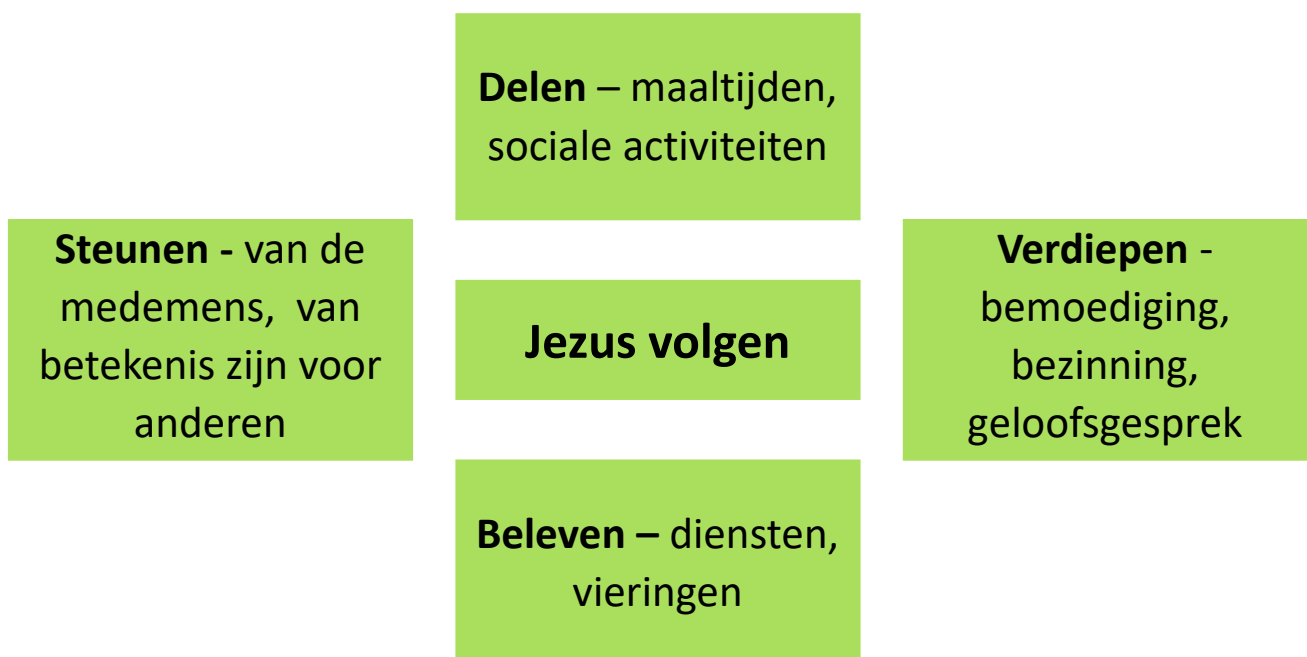 Delen – maaltijden,
sociale activiteiten
Steunen - van de
medemens,  van
betekenis zijn voor
anderen
Jezus volgen
Verdiepen -
bemoediging,
bezinning,
geloofsgesprek
Beleven – diensten,
vieringen